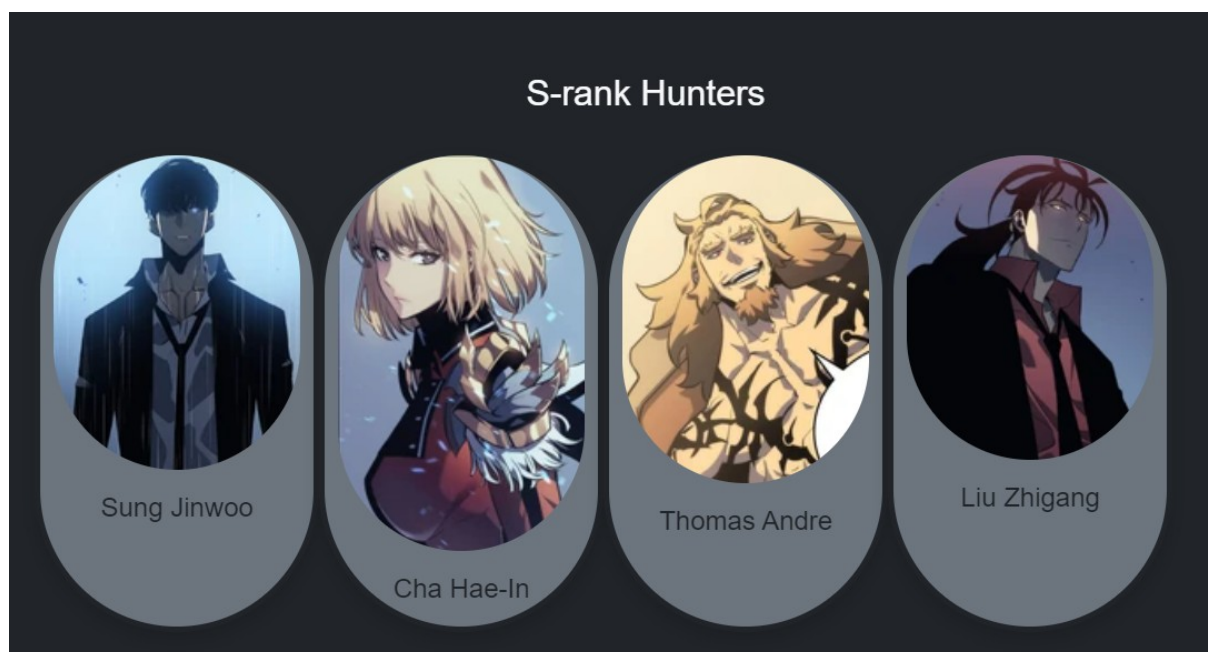 S-rank Hunters
Sung Jinwoo
Cha Hae-In
Thomas Andre
Liu Zhigang